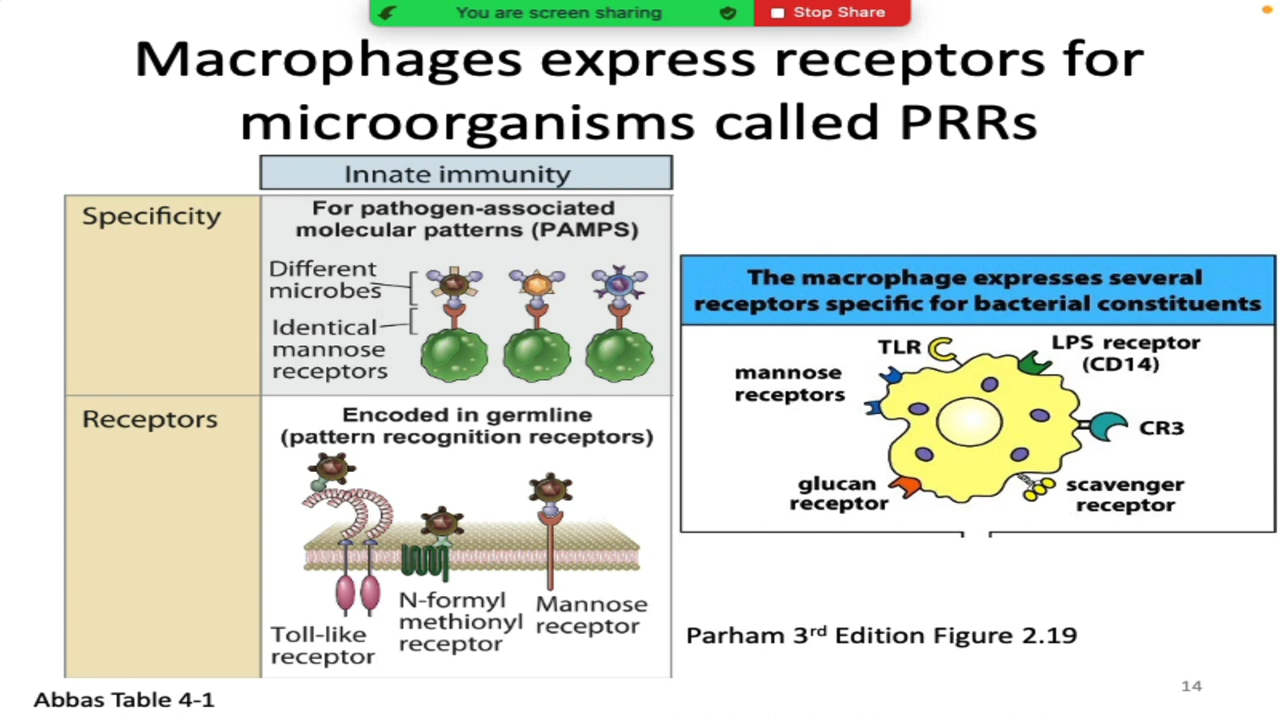 You are screen sharing
Stop Share
Macrophages express receptors for
microorganisms called PRRs
Innate immunity
Specificity
For pathogen-associated
molecular patterns (PAMPS)
Different
microbes
Identical
mannose
receptors
Receptors
Encoded in germline
(pattern recognition receptors)
Toll-like
receptor
N-formyl
methionyl
receptor
Mannose
receptor
The macrophage expresses several
receptors specific for bacterial constituents
TLR
LPS receptor
(CD14)
mannose
receptors
CR3
glucan
receptor
scavenger
receptor
Parham 3rd Edition Figure 2.19
14
Abbas Table 4-1